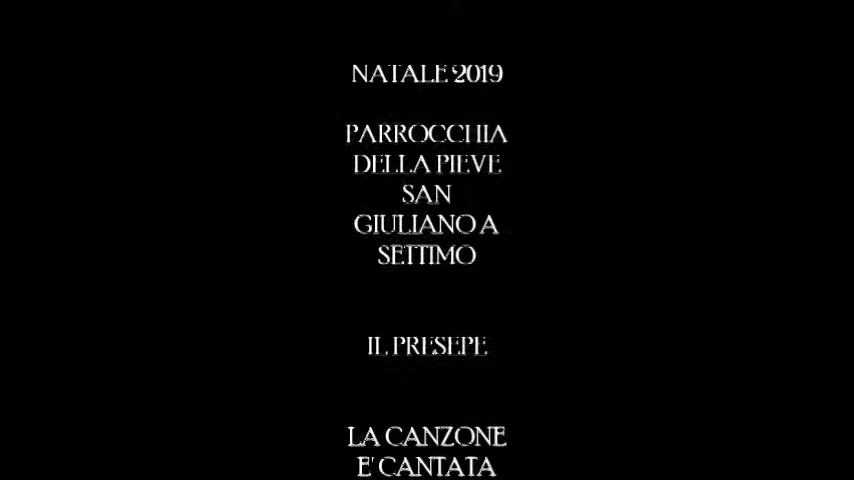 NATALE 2019
PARROCCHIA
DELLA PIEVE
SAN
GIULIANO A
SETTIMO
IL PRESEPE
LA CANZONE
E' CANTATA